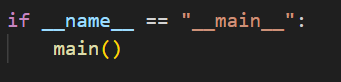 if __name__ == "__main__":
    main()